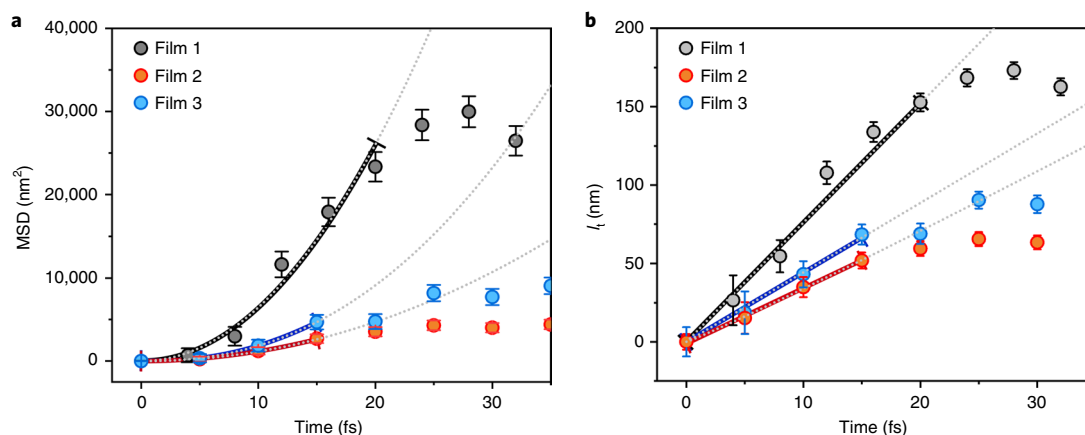 a
40,000
30,000
20,000
10,000
0
MSD (nm²)
Film 1
Film 2
Film 3
0 10 20 30
Time (fs)
b
200
150
100
50
0
lt (nm)
Film 1
Film 2
Film 3
0 10 20 30
Time (fs)